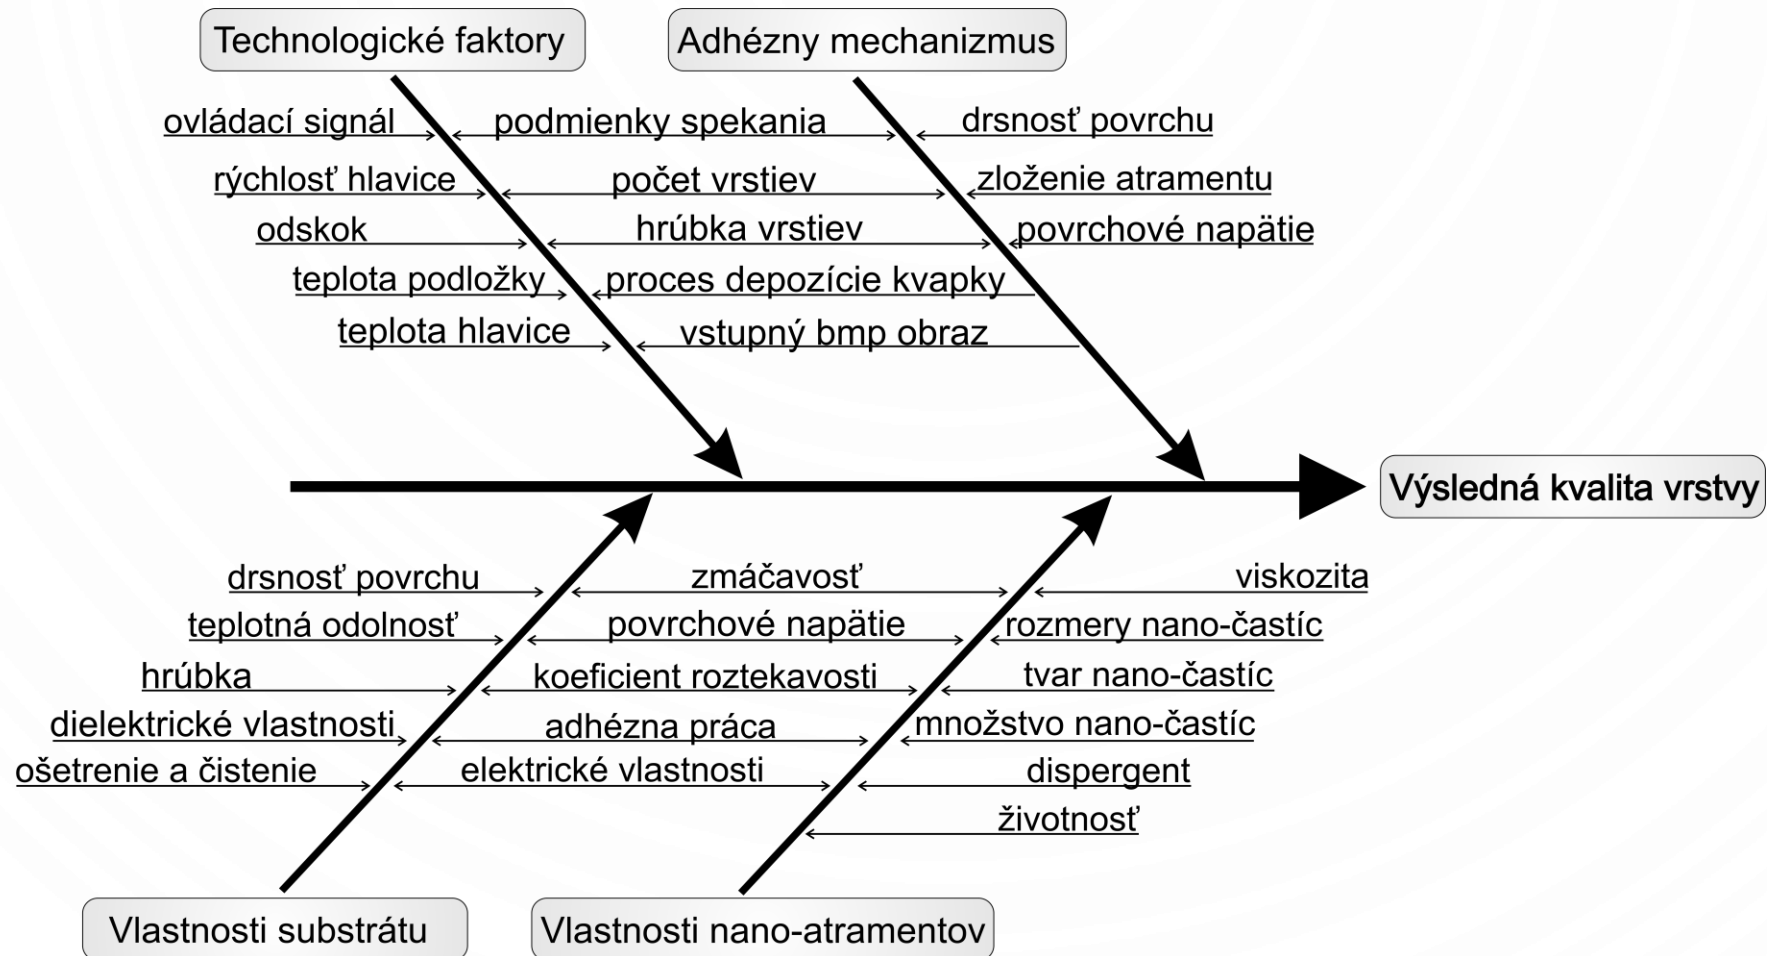 Technologické faktory
Adhézny mechanizmus
ovládací signál
podmienky spekania
drsnosť povrchu
rýchlosť hlavice
počet vrstiev
zloženie atramentu
odskok
hrúbka vrstiev
povrchové napätie
teplota podložky
proces depozície kvapky
teplota hlavice
vstupný bmp obraz
Výsledná kvalita vrstvy
drsnosť povrchu
zmáčavosť
viskozita
teplotná odolnosť
povrchové napätie
rozmery nano-častíc
hrúbka
koeficient roztekavosti
tvar nano-častíc
dielektrické vlastnosti
adhézna práca
množstvo nano-častíc
ošetrenie a čistenie
elektrické vlastnosti
dispergent
životnosť
Vlastnosti substrátu
Vlastnosti nano-atramentov